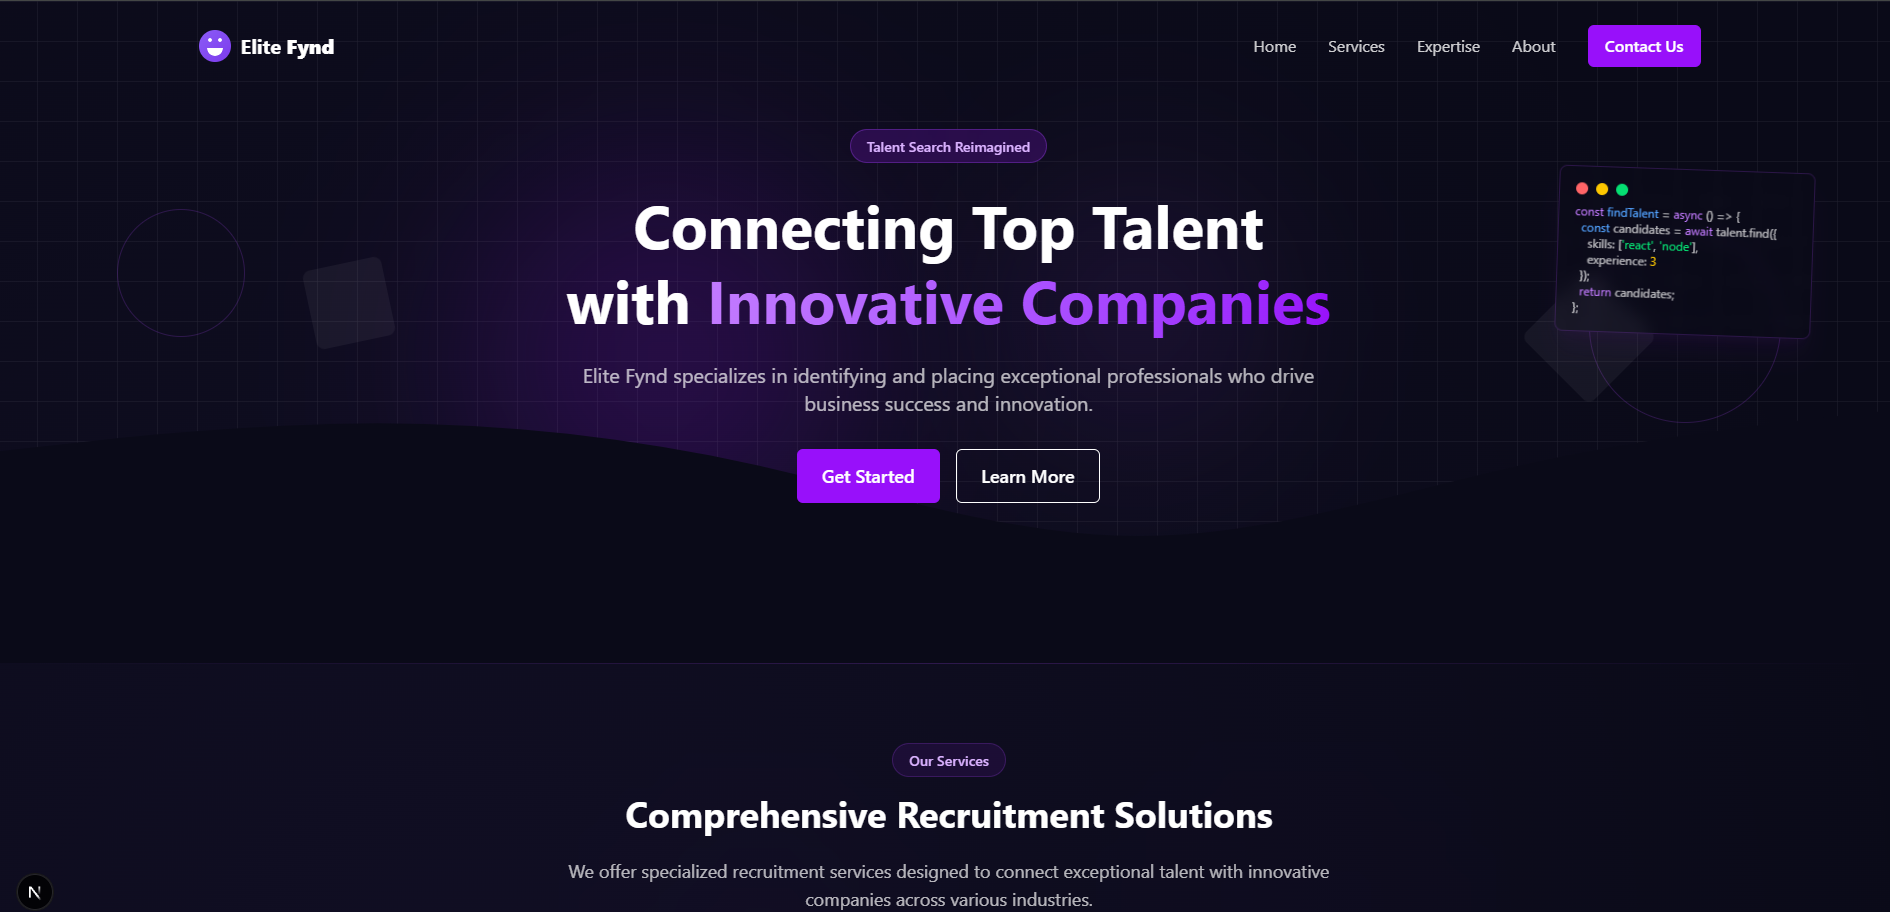 Elite Fynd
Home
Services
Expertise
About
Contact Us
Talent Search Reimagined
Connecting Top Talent
with Innovative Companies
Elite Fynd specializes in identifying and placing exceptional professionals who drive
business success and innovation.
Get Started
Learn More
const findTalent = async () => {
const candidates = await talent.find({
skills: ['react', 'node'],
experience: 3
});
return candidates;
};
Our Services
Comprehensive Recruitment Solutions
We offer specialized recruitment services designed to connect exceptional talent with innovative
companies across various industries.
N